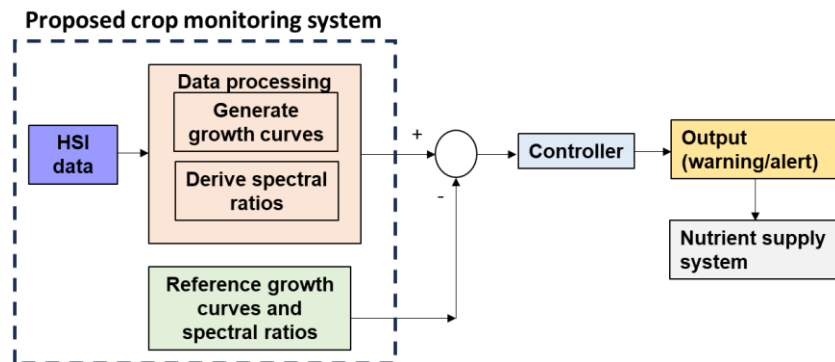 Proposed crop monitoring system
Data processing
Generate
growth curves
HSI
data
Derive spectral
ratios
Reference growth
curves and
spectral ratios
+
-
Controller
Output
(warning/alert)
Nutrient supply
system